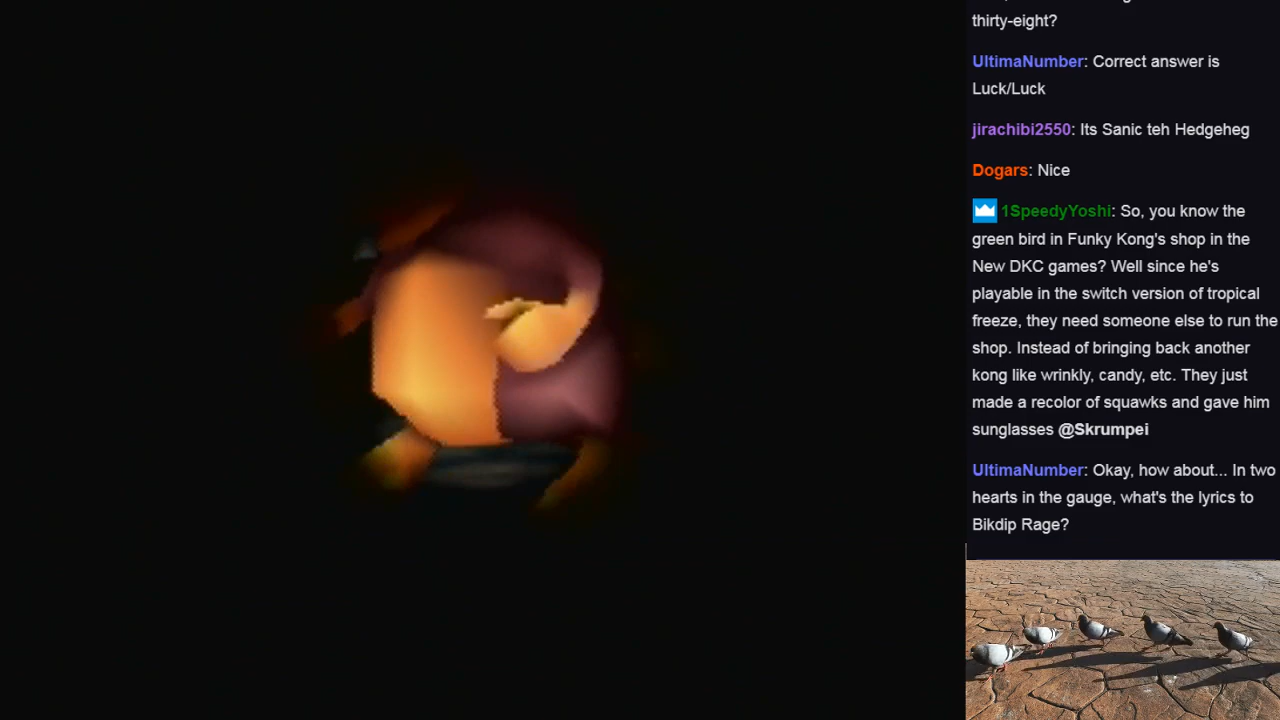 thirty-eight?
UltimaNumber: Correct answer is
Luck/Luck
jirachibi2550: Its Sanic teh Hedgeheg
Dogars: Nice
1SpeedyYoshi: So, you know the
green bird in Funky Kong's shop in the
New DKC games? Well since he's
playable in the switch version of tropical
freeze, they need someone else to run the
shop. Instead of bringing back another
kong like wrinkly, candy, etc. They just
made a recolor of squawks and gave him
sunglasses @Skrumpei
UltimaNumber: Okay, how about... In two
hearts in the gauge, what's the lyrics to
Bikdip Rage?